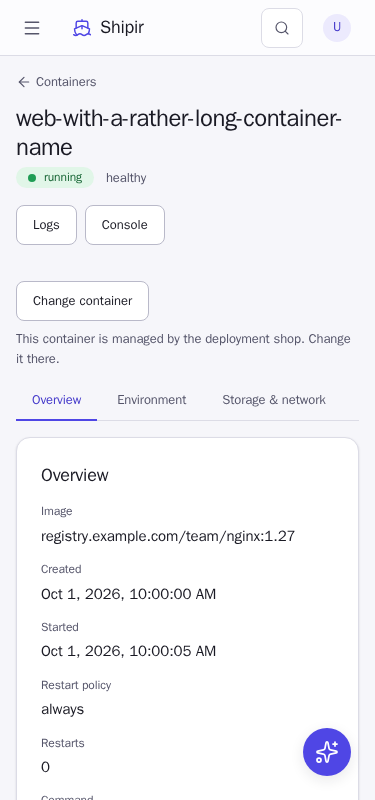 Shipir
U
Containers
web-with-a-rather-long-container-
name
running
healthy
Logs
Console
Change container
This container is managed by the deployment shop. Change
it there.
Overview
Environment
Storage & network
Overview
Image
registry.example.com/team/nginx:1.27
Created
Oct 1, 2026, 10:00:00 AM
Started
Oct 1, 2026, 10:00:05 AM
Restart policy
always
Restarts
0
Command